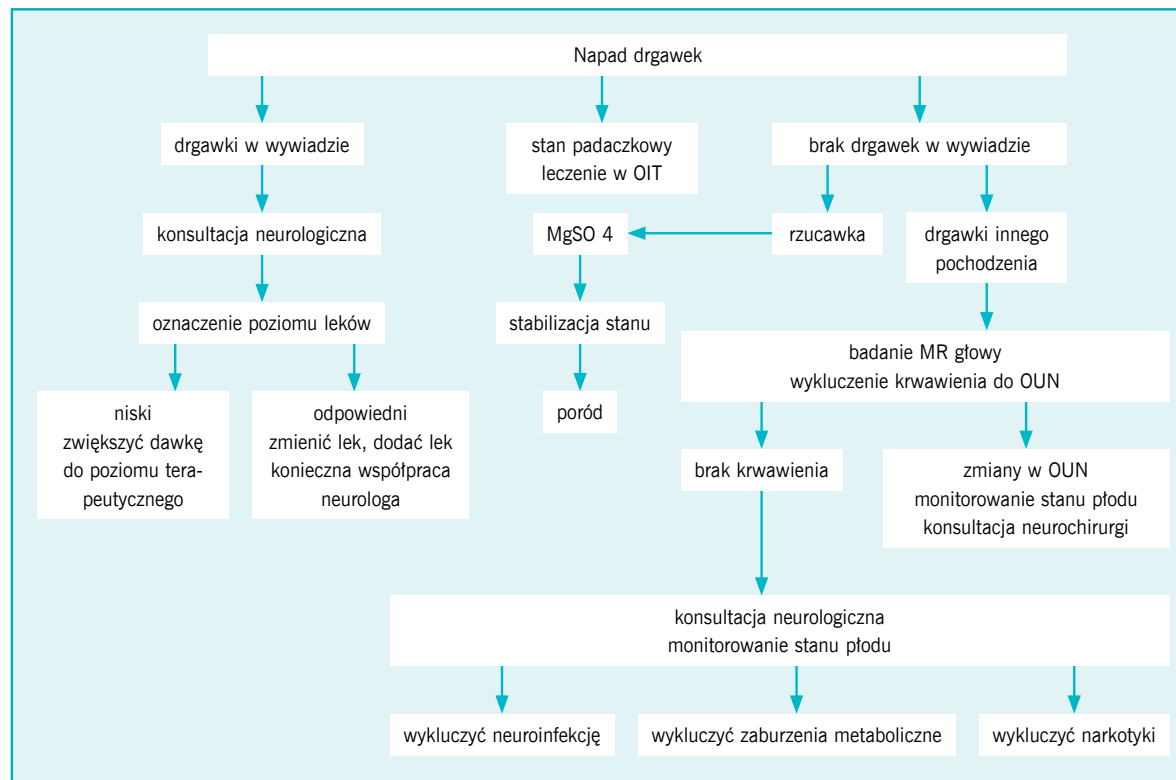 Napad drgawek
drgawki w wywiadzie
stan padaczkowy
leczenie w OIT
brak drgawek w wywiadzie
konsultacja neurologiczna
MgSO 4
rzucawka
drgawki innego
pochodzenia
oznaczenie poziomu leków
stabilizacja stanu
badanie MR głowy
wykluczenie krwawienia do OUN
niski
zwiększyć dawkę
do poziomu tera-
peutycznego
odpowiedni
zmienić lek, dodać lek
konieczna współpraca
neurologa
poród
brak krwawienia
zmiany w OUN
monitorowanie stanu płodu
konsultacja neurochirurgi
konsultacja neurologiczna
monitorowanie stanu płodu
wykluczyć neuroinfekcję
wykluczyć zaburzenia metaboliczne
wykluczyć narkotyki